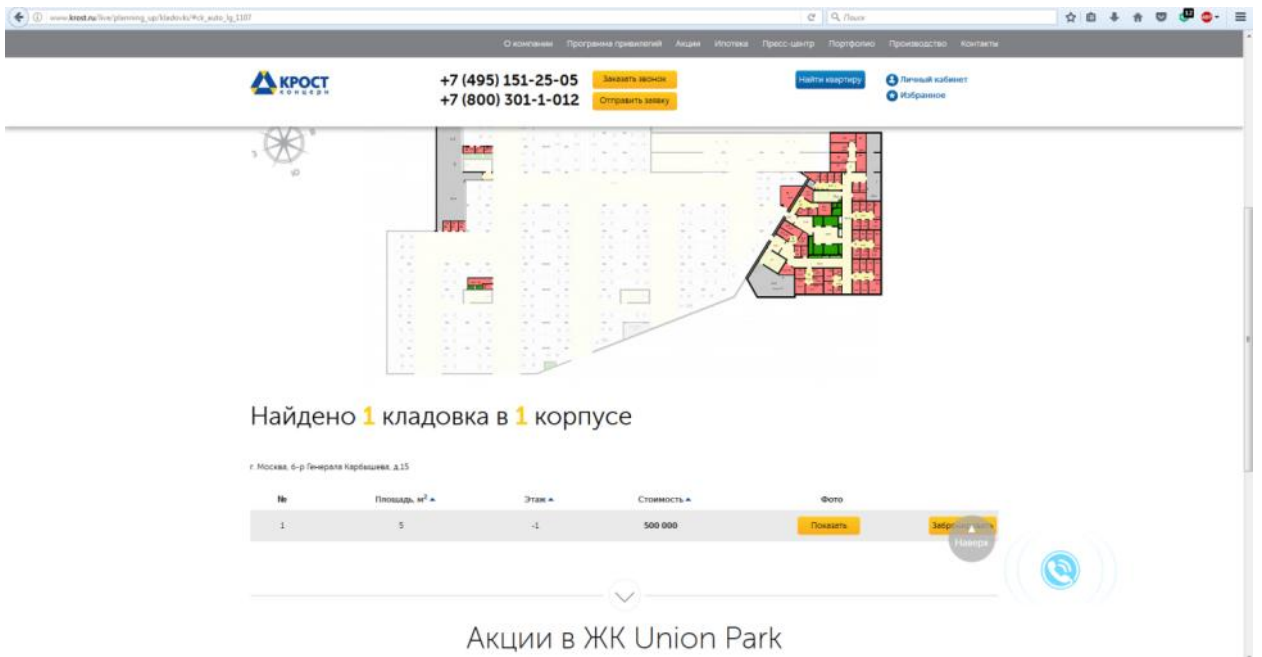 www.krost.ru/live/planning_up/kladovki/#ck_auto_lg_1107
Поиск
12
О компании Программа привилегий Акции Ипотека Пресс-центр Портфолио Производство Контакты
КРОСТ
концерн
+7 (495) 151-25-05
Заказать звонок
Найти квартиру
Личный кабинет
+7 (800) 301-1-012
Отправить заявку
Избранное
З
Ю
Найдено 1 кладовка в 1 корпусе
г. Москва, б-р Генерала Карбышева, д.15
№ Площадь, м² Этаж Стоимость Фото
1 5 -1 500 000 Показать
Наверх
Акции в ЖК Union Park